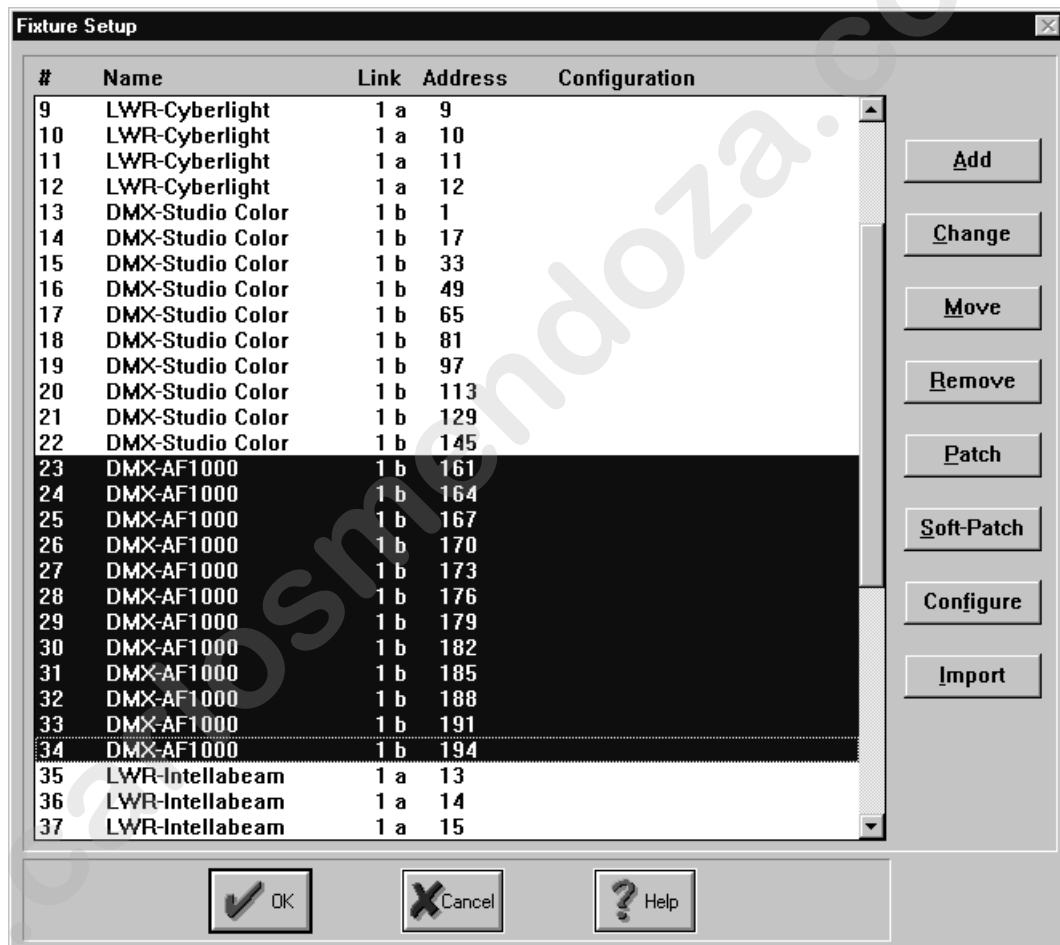 Fixture Setup
# Name Link Address Configuration
9 LWR-Cyberlight 1 a 9
10 LWR-Cyberlight 1 a 10
11 LWR-Cyberlight 1 a 11
12 LWR-Cyberlight 1 a 12
13 DMX-Studio Color 1 b 1
14 DMX-Studio Color 1 b 17
15 DMX-Studio Color 1 b 33
16 DMX-Studio Color 1 b 49
17 DMX-Studio Color 1 b 65
18 DMX-Studio Color 1 b 81
19 DMX-Studio Color 1 b 97
20 DMX-Studio Color 1 b 113
21 DMX-Studio Color 1 b 129
22 DMX-Studio Color 1 b 145
23 DMX-AF1000 1 b 161
24 DMX-AF1000 1 b 164
25 DMX-AF1000 1 b 167
26 DMX-AF1000 1 b 170
27 DMX-AF1000 1 b 173
28 DMX-AF1000 1 b 176
29 DMX-AF1000 1 b 179
30 DMX-AF1000 1 b 182
31 DMX-AF1000 1 b 185
32 DMX-AF1000 1 b 188
33 DMX-AF1000 1 b 191
34 DMX-AF1000 1 b 194
35 LWR-Intellabeam 1 a 13
36 LWR-Intellabeam 1 a 14
37 LWR-Intellabeam 1 a 15
Add
Change
Move
Remove
Patch
Soft-Patch
Configure
Import
OK Cancel Help
carlosmendoza.co